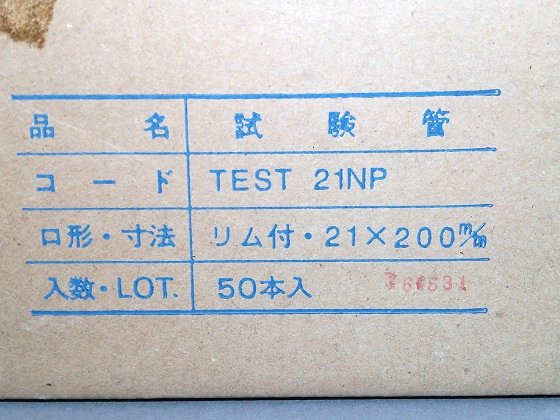 品名 試験管
コード TEST 21NP
口形・寸法 リム付・21×200m/m
入数・LOT. 50本入